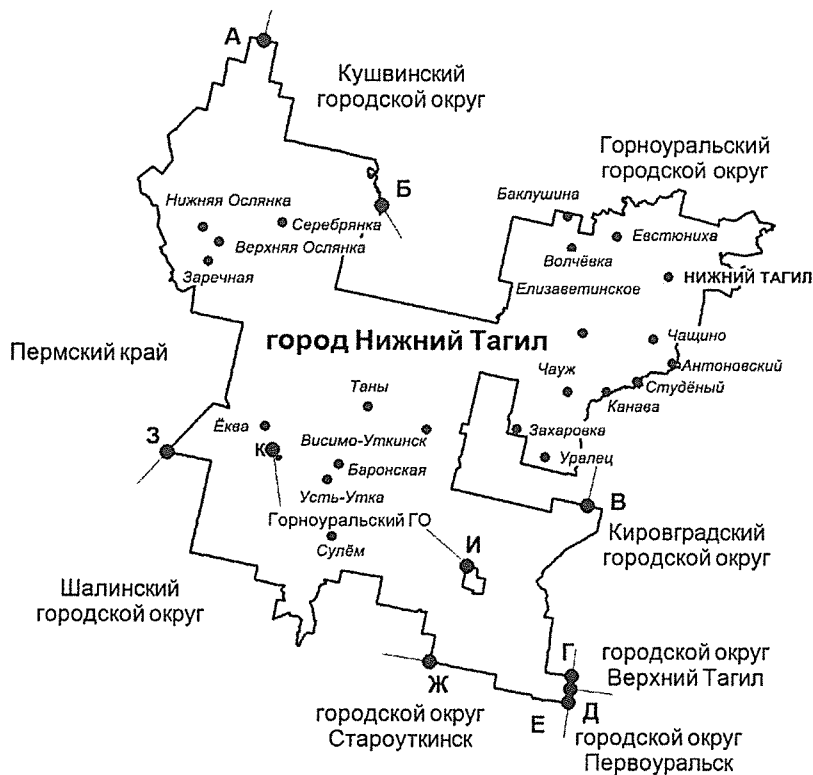 А
Кушвинский
городской округ
Горноуральский
городской округ
Б
Баклушина
Нижняя Ослянка
Серебрянка
Евстюниха
Верхняя Ослянка
Волчёвка
Заречная
НИЖНИЙ ТАГИЛ
Елизаветинское
город Нижний Тагил
Чащино
Пермский край
Антоновский
Чауж
Студёный
Таны
Канава
Ёква
З
Захаровка
К
Висимо-Уткинск
Баронская
Уралец
Усть-Утка
В
Горноуральский ГО
Кировградский
городской округ
Сулём
И
Шалинский
городской округ
Г
городской округ
Верхний Тагил
Ж
Е
Д
городской округ
Староуткинск
городской округ
Первоуральск